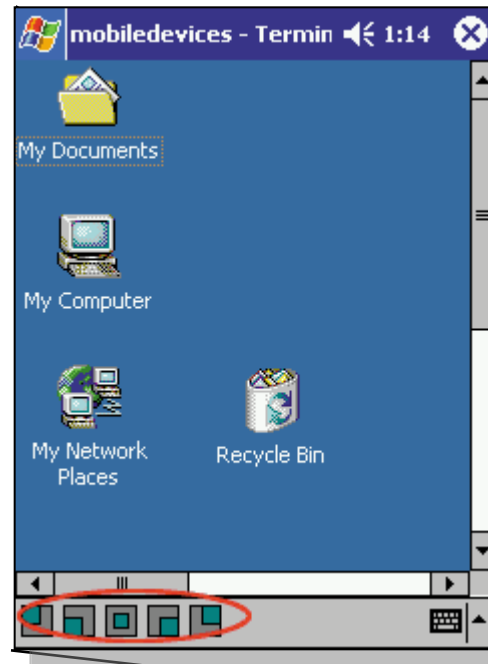 mobiledevices - Termin 1:14
My Documents
My Computer
My Network
Places
Recycle Bin